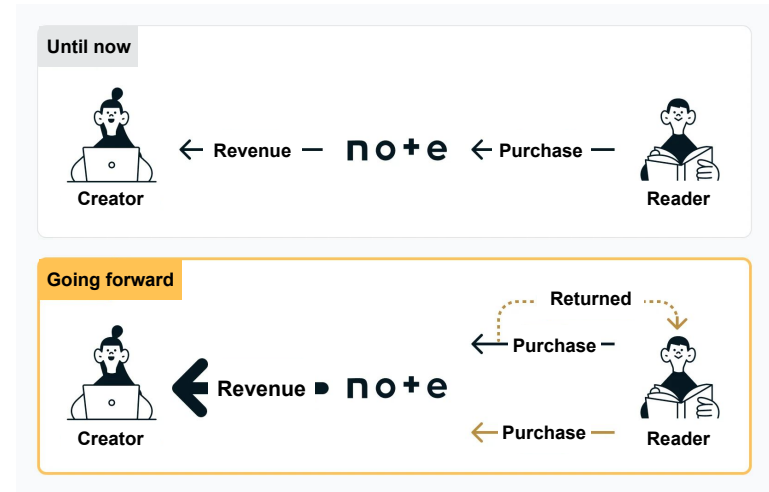 Until now
Revenue
note
Purchase
Creator
Reader
Going forward
Returned
Purchase
Revenue
note
Purchase
Creator
Reader